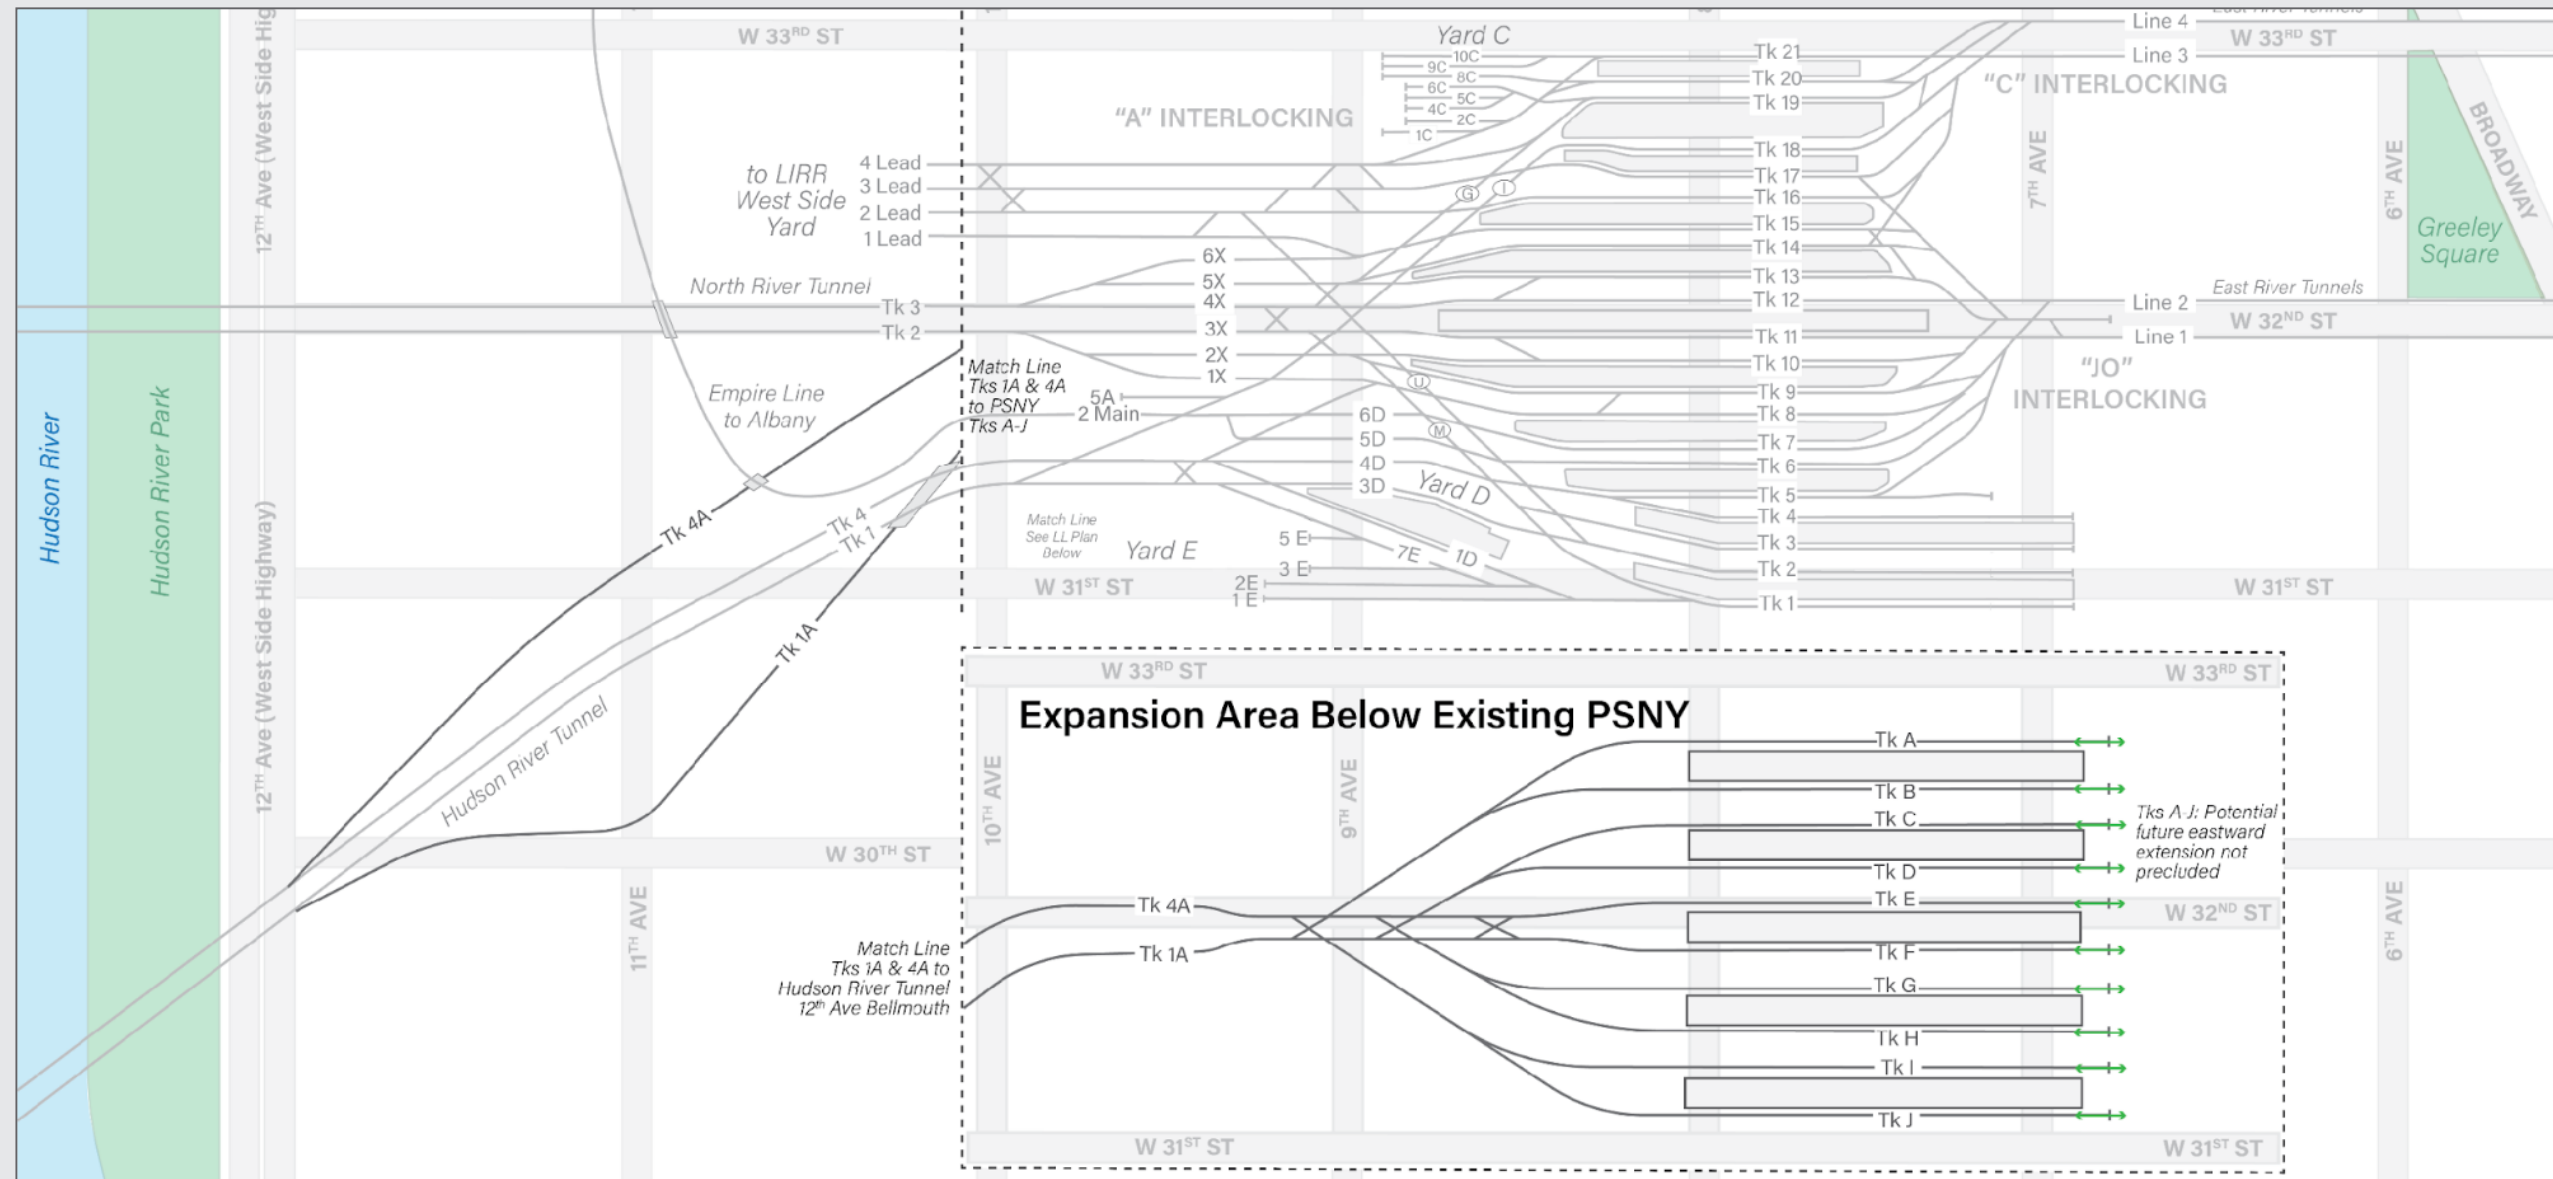 W 33RD ST
Yard C
10C
9C
8C
6C
5C
4C
2C
1C
Tk 21
Tk 20
Tk 19
Tk 18
Tk 17
Tk 16
Tk 15
Tk 14
Tk 13
Tk 12
Tk 11
Tk 10
Tk 9
Tk 8
Tk 7
Tk 6
Tk 5
Tk 4
Tk 3
Tk 2
Tk 1
Line 4
East River Tunnels
W 33RD ST
Line 3
“C” INTERLOCKING
“A” INTERLOCKING
to LIRR
West Side
Yard
4 Lead
3 Lead
2 Lead
1 Lead
G
I
U
M
6X
5X
4X
3X
2X
1X
North River Tunnel
Tk 3
Tk 2
Line 2
East River Tunnels
W 32ND ST
Line 1
“JO”
INTERLOCKING
7TH AVE
6TH AVE
BROADWAY
Greeley
Square
Hudson River
Hudson River Park
12TH Ave (West Side Hig
12TH Ave (West Side Highway)
Empire Line
to Albany
Match Line
Tks 1A & 4A
to PSNY
Tks A-J
5A
2 Main
6D
5D
4D
3D
Yard D
1D
7E
5 E
3 E
2E
1 E
Yard E
Match Line
See LL Plan
Below
Tk 4A
Tk 4
Tk 1
Tk 1A
W 31ST ST
W 31ST ST
Hudson River Tunnel
W 30TH ST
11TH AVE
6TH AVE
W 33RD ST
W 33RD ST
Expansion Area Below Existing PSNY
10TH AVE
9TH AVE
Tk A
Tk B
Tk C
Tk D
Tk E
Tk F
Tk G
Tk H
Tk I
Tk J
Tks A-J: Potential
future eastward
extension not
precluded
Tk 4A
Tk 1A
W 32ND ST
Match Line
Tks 1A & 4A to
Hudson River Tunnel
12th Ave Bellmouth
W 31ST ST
W 31ST ST